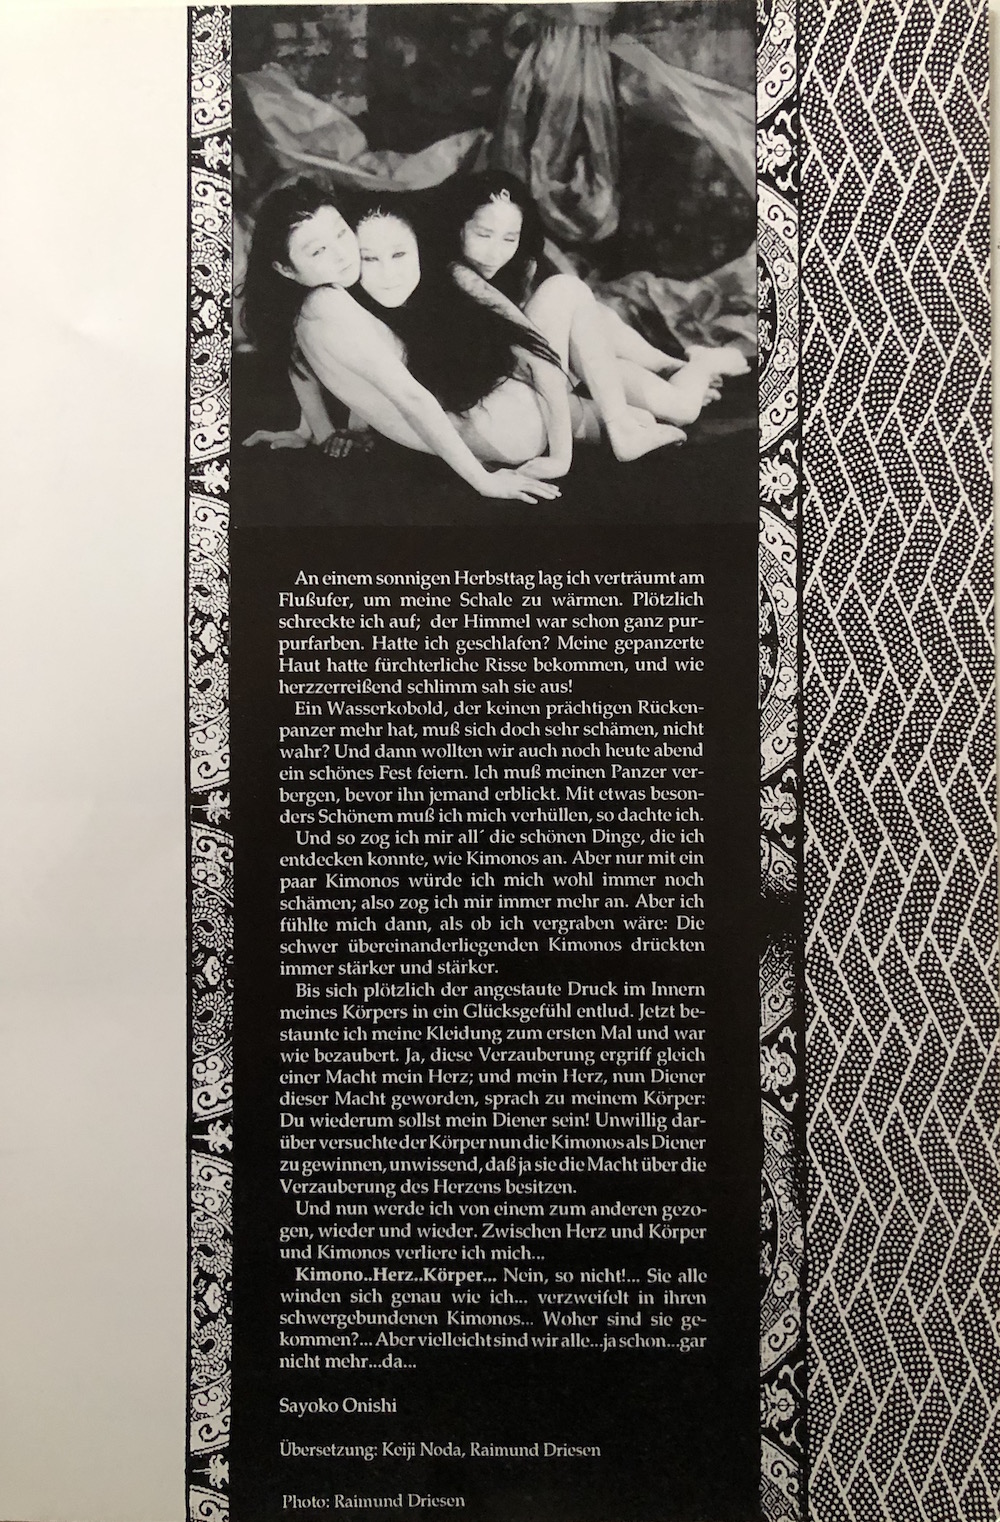 An einem sonnigen Herbsttag lag ich verträumt am
Flußufer, um meine Schale zu wärmen. Plötzlich
schreckte ich auf; der Himmel war schon ganz pur-
purfarben. Hatte ich geschlafen? Meine gepanzerte
Haut hatte fürchterliche Risse bekommen, und wie
herzzerreißend schlimm sah sie aus!
Ein Wasserkobold, der keinen prächtigen Rücken-
panzer mehr hat, muß sich doch sehr schämen, nicht
wahr? Und dann wollten wir auch noch heute abend
ein schönes Fest feiern. Ich muß meinen Panzer ver-
bergen, bevor ihn jemand erblickt. Mit etwas beson-
ders Schönem muß ich mich verhüllen, so dachte ich.
Und so zog ich mir all´ die schönen Dinge, die ich
entdecken konnte, wie Kimonos an. Aber nur mit ein
paar Kimonos würde ich mich wohl immer noch
schämen; also zog ich mir immer mehr an. Aber ich
fühlte mich dann, als ob ich vergraben wäre: Die
schwer übereinanderliegenden Kimonos drückten
immer stärker und stärker.
Bis sich plötzlich der angestaute Druck im Innern
meines Körpers in ein Glücksgefühl entlud. Jetzt be-
staunte ich meine Kleidung zum ersten Mal und war
wie bezaubert. Ja, diese Verzauberung ergriff gleich
einer Macht mein Herz; und mein Herz, nun Diener
dieser Macht geworden, sprach zu meinem Körper:
Du wiederum sollst mein Diener sein! Unwillig dar-
über versuchte der Körper nun die Kimonos als Diener
zu gewinnen, unwissend, daß ja sie die Macht über die
Verzauberung des Herzens besitzen.
Und nun werde ich von einem zum anderen gezo-
gen, wieder und wieder. Zwischen Herz und Körper
und Kimonos verliere ich mich...
Kimono..Herz..Körper... Nein, so nicht!... Sie alle
winden sich genau wie ich... verzweifelt in ihren
schwergebundenen Kimonos... Woher sind sie ge-
kommen?... Aber vielleicht sind wir alle...ja schon...gar
nicht mehr...da...
Sayoko Onishi
Übersetzung: Keiji Noda, Raimund Driesen
Photo: Raimund Driesen